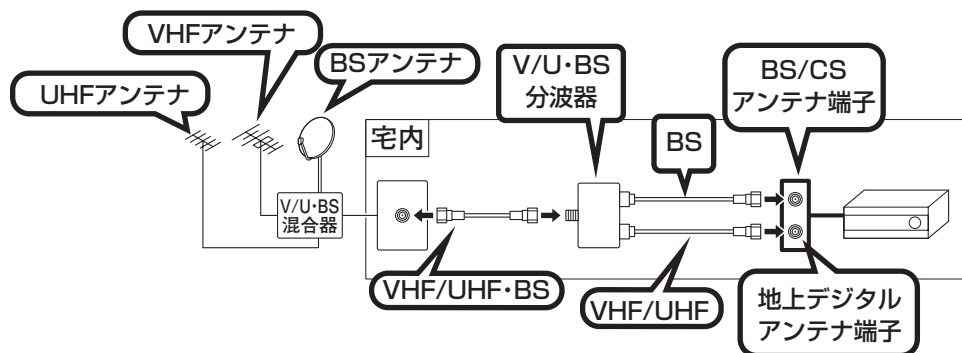 VHFアンテナ
UHFアンテナ
BSアンテナ
V/U・BS
分波器
BS/CS
アンテナ端子
宅内
BS
V/U・BS
混合器
VHF/UHF・BS
VHF/UHF
地上デジタル
アンテナ端子